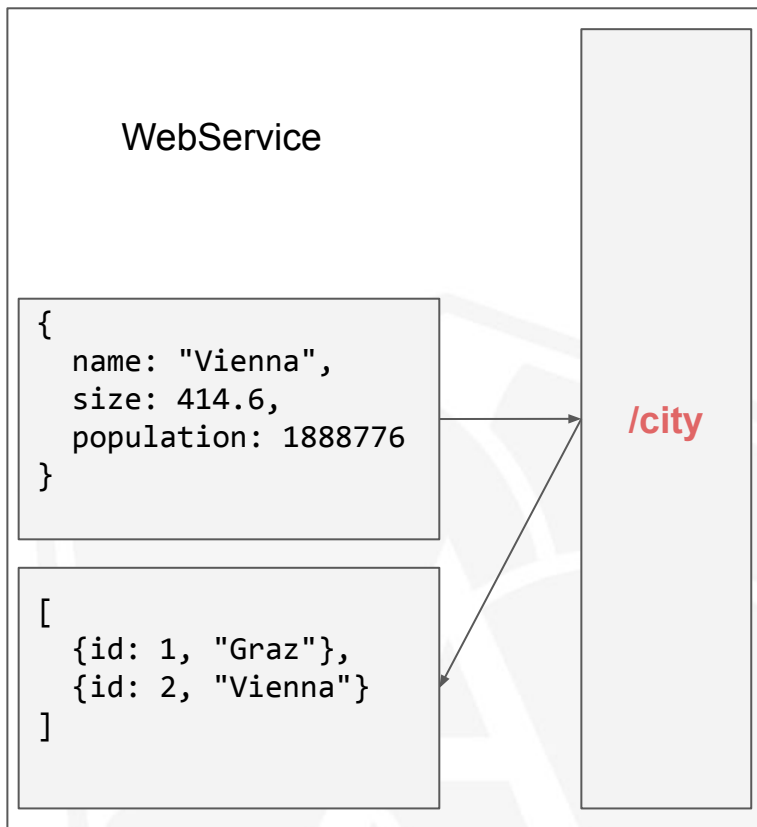 WebService
{
  name: "Vienna",
  size: 414.6,
  population: 1888776
}
/city
[
  {id: 1, "Graz"},
  {id: 2, "Vienna"}
]